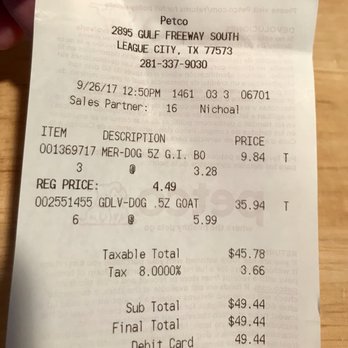 Petco
2895 GULF FREEWAY SOUTH
LEAGUE CITY, TX 77573
281-337-9030
9/26/17 12:50PM 1461 03 3 06701
Sales Partner: 16 Nichoal
ITEM DESCRIPTION PRICE
001369717 MER-DOG 5Z G.I. BO 9.84 T
3 @ 3.28
REG PRICE: 4.49
002551455 GDLV-DOG .5Z GOAT 35.94 T
6 @ 5.99
Taxable Total $45.78
Tax 8.0000% 3.66
Sub Total $49.44
Final Total $49.44
Debit Card 49.44